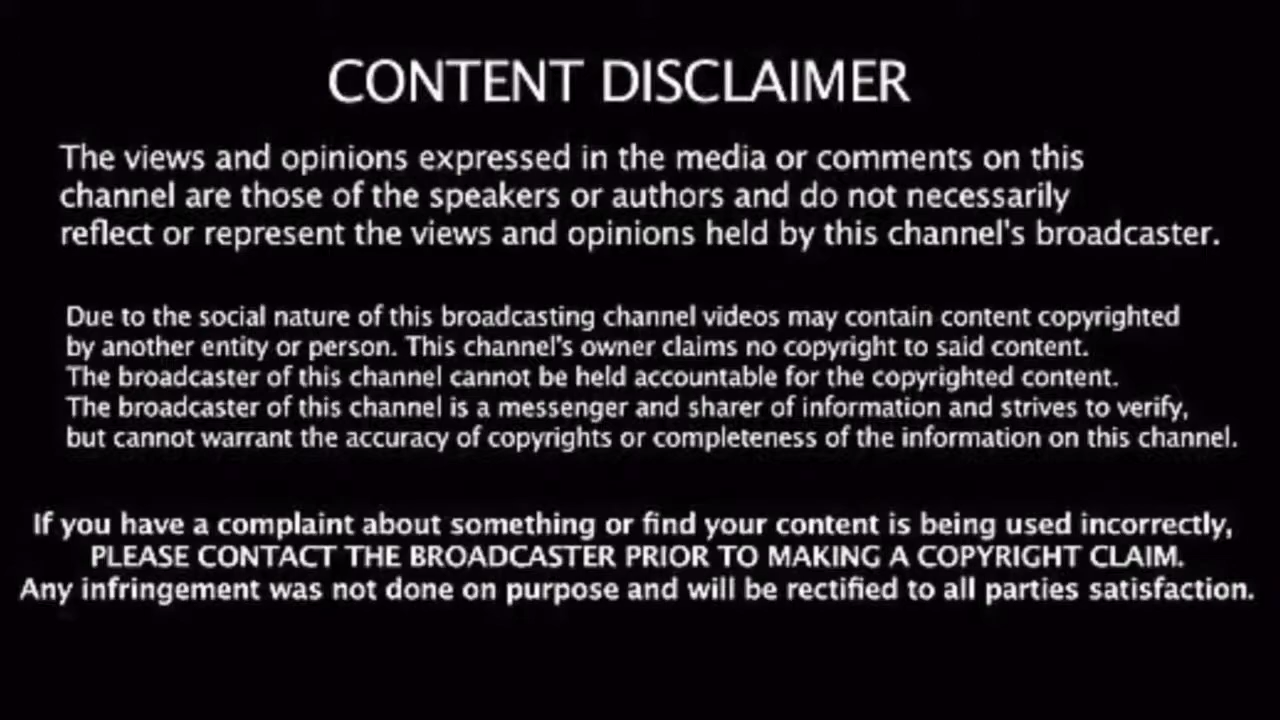 CONTENT DISCLAIMER
The views and opinions expressed in the media or comments on this
channel are those of the speakers or authors and do not necessarily
reflect or represent the views and opinions held by this channel's broadcaster.
Due to the social nature of this broadcasting channel videos may contain content copyrighted
by another entity or person. This channel's owner claims no copyright to said content.
The broadcaster of this channel cannot be held accountable for the copyrighted content.
The broadcaster of this channel is a messenger and sharer of information and strives to verify,
but cannot warrant the accuracy of copyrights or completeness of the information on this channel.
If you have a complaint about something or find your content is being used incorrectly,
PLEASE CONTACT THE BROADCASTER PRIOR TO MAKING A COPYRIGHT CLAIM.
Any infringement was not done on purpose and will be rectified to all parties satisfaction.